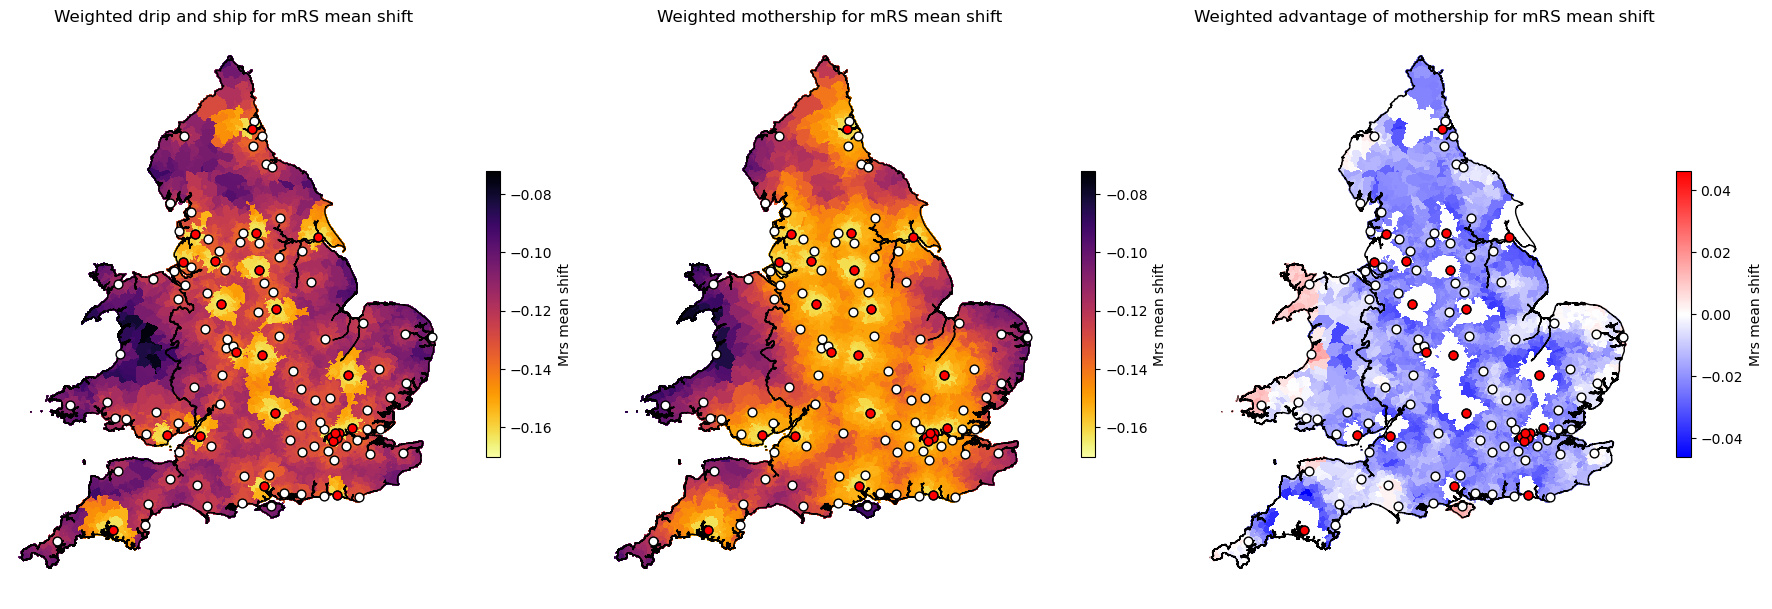 Weighted drip and ship for mRS mean shift
−0.08
−0.10
−0.12
−0.14
−0.16
Mrs mean shift
Weighted mothership for mRS mean shift
−0.08
−0.10
−0.12
−0.14
−0.16
Mrs mean shift
Weighted advantage of mothership for mRS mean shift
0.04
0.02
0.00
−0.02
−0.04
Mrs mean shift